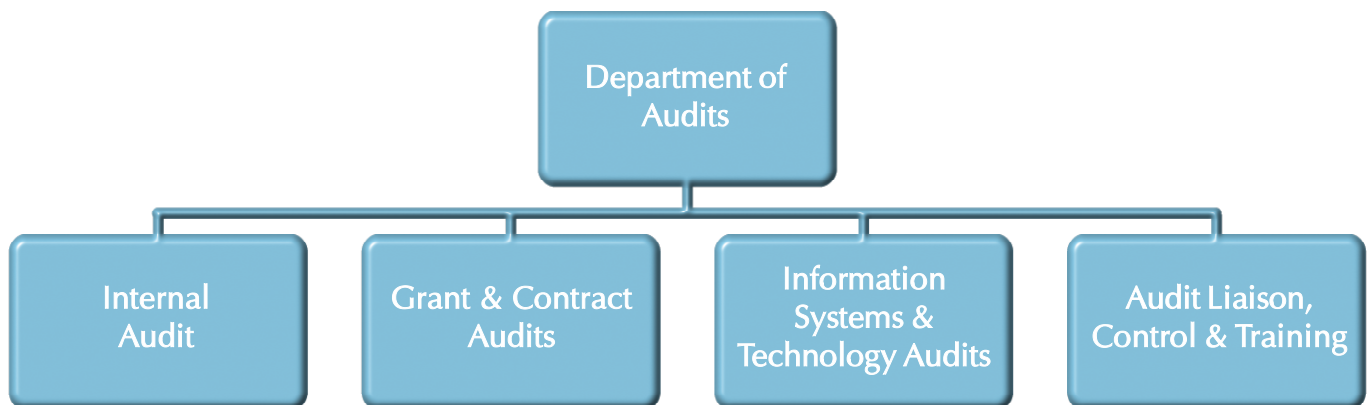 Department of
Audits
Internal
Audit
Grant & Contract
Audits
Information
Systems &
Technology Audits
Audit Liaison,
Control & Training